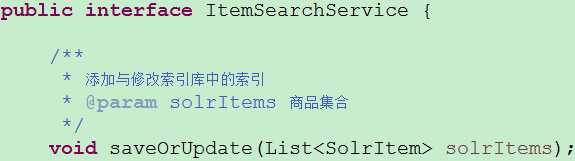 public interface ItemSearchService {
/**
* 添加与修改索引库中的索引
* @param solrItems 商品集合
*/
void saveOrUpdate(List<SolrItem> solrItems);